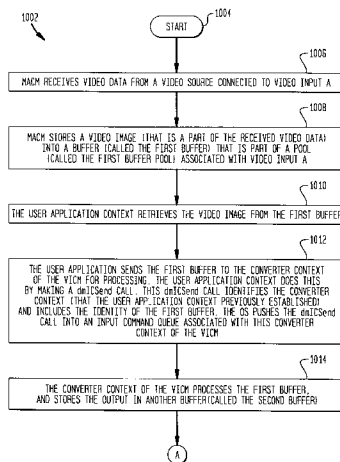 1002
START
1004
1006
MACM RECEIVES VIDEO DATA FROM A VIDEO SOURCE CONNECTED TO VIDEO INPUT A
1008
MACM STORES A VIDEO IMAGE (THAT IS A PART OF THE RECEIVED VIDEO DATA)
INTO A BUFFER (CALLED THE FIRST BUFFER) THAT IS PART OF A POOL
(CALLED THE FIRST BUFFER POOL) ASSOCIATED WITH VIDEO INPUT A
1010
THE USER APPLICATION CONTEXT RETRIEVES THE VIDEO IMAGE FROM THE FIRST BUFFER
1012
THE USER APPLICATION SENDS THE FIRST BUFFER TO THE CONVERTER CONTEXT
OF THE VICM FOR PROCESSING. THE USER APPLICATION CONTEXT DOES THIS
BY MAKING A dmICSend CALL. THIS dmICSend CALL IDENTIFIES THE CONVERTER
CONTEXT (THAT THE USER APPLICATION CONTEXT PREVIOUSLY ESTABLISHED)
AND INCLUDES THE IDENTITY OF THE FIRST BUFFER. THE OS PUSHES THE dmICSend
CALL INTO AN INPUT COMMAND QUEUE ASSOCIATED WITH THIS CONVERTER
CONTEXT OF THE VICM
1014
THE CONVERTER CONTEXT OF THE VICM PROCESSES THE FIRST BUFFER,
AND STORES THE OUTPUT IN ANOTHER BUFFER(CALLED THE SECOND BUFFER)
A